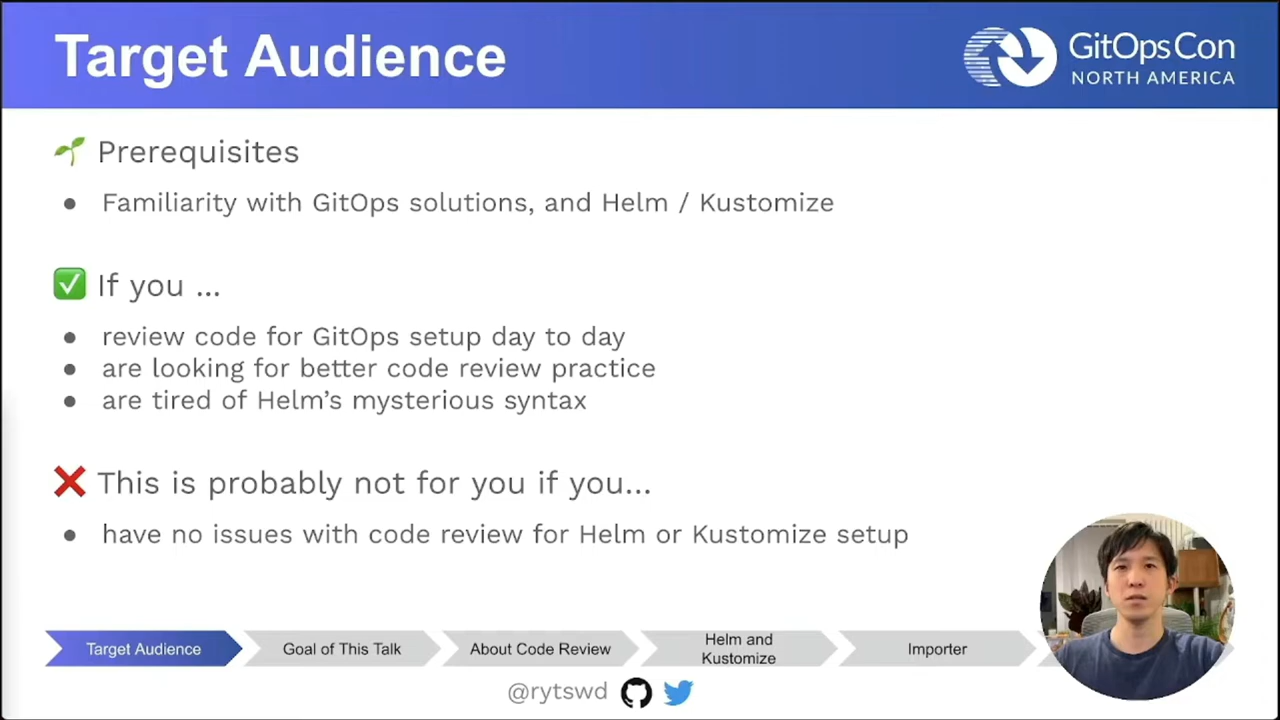 Target Audience
GitOpsCon
NORTH AMERICA
Prerequisites
● Familiarity with GitOps solutions, and Helm / Kustomize
If you ...
● review code for GitOps setup day to day
● are looking for better code review practice
● are tired of Helm’s mysterious syntax
This is probably not for you if you...
● have no issues with code review for Helm or Kustomize setup
Target Audience
Goal of This Talk
About Code Review
Helm and
Kustomize
Importer
@rytswd